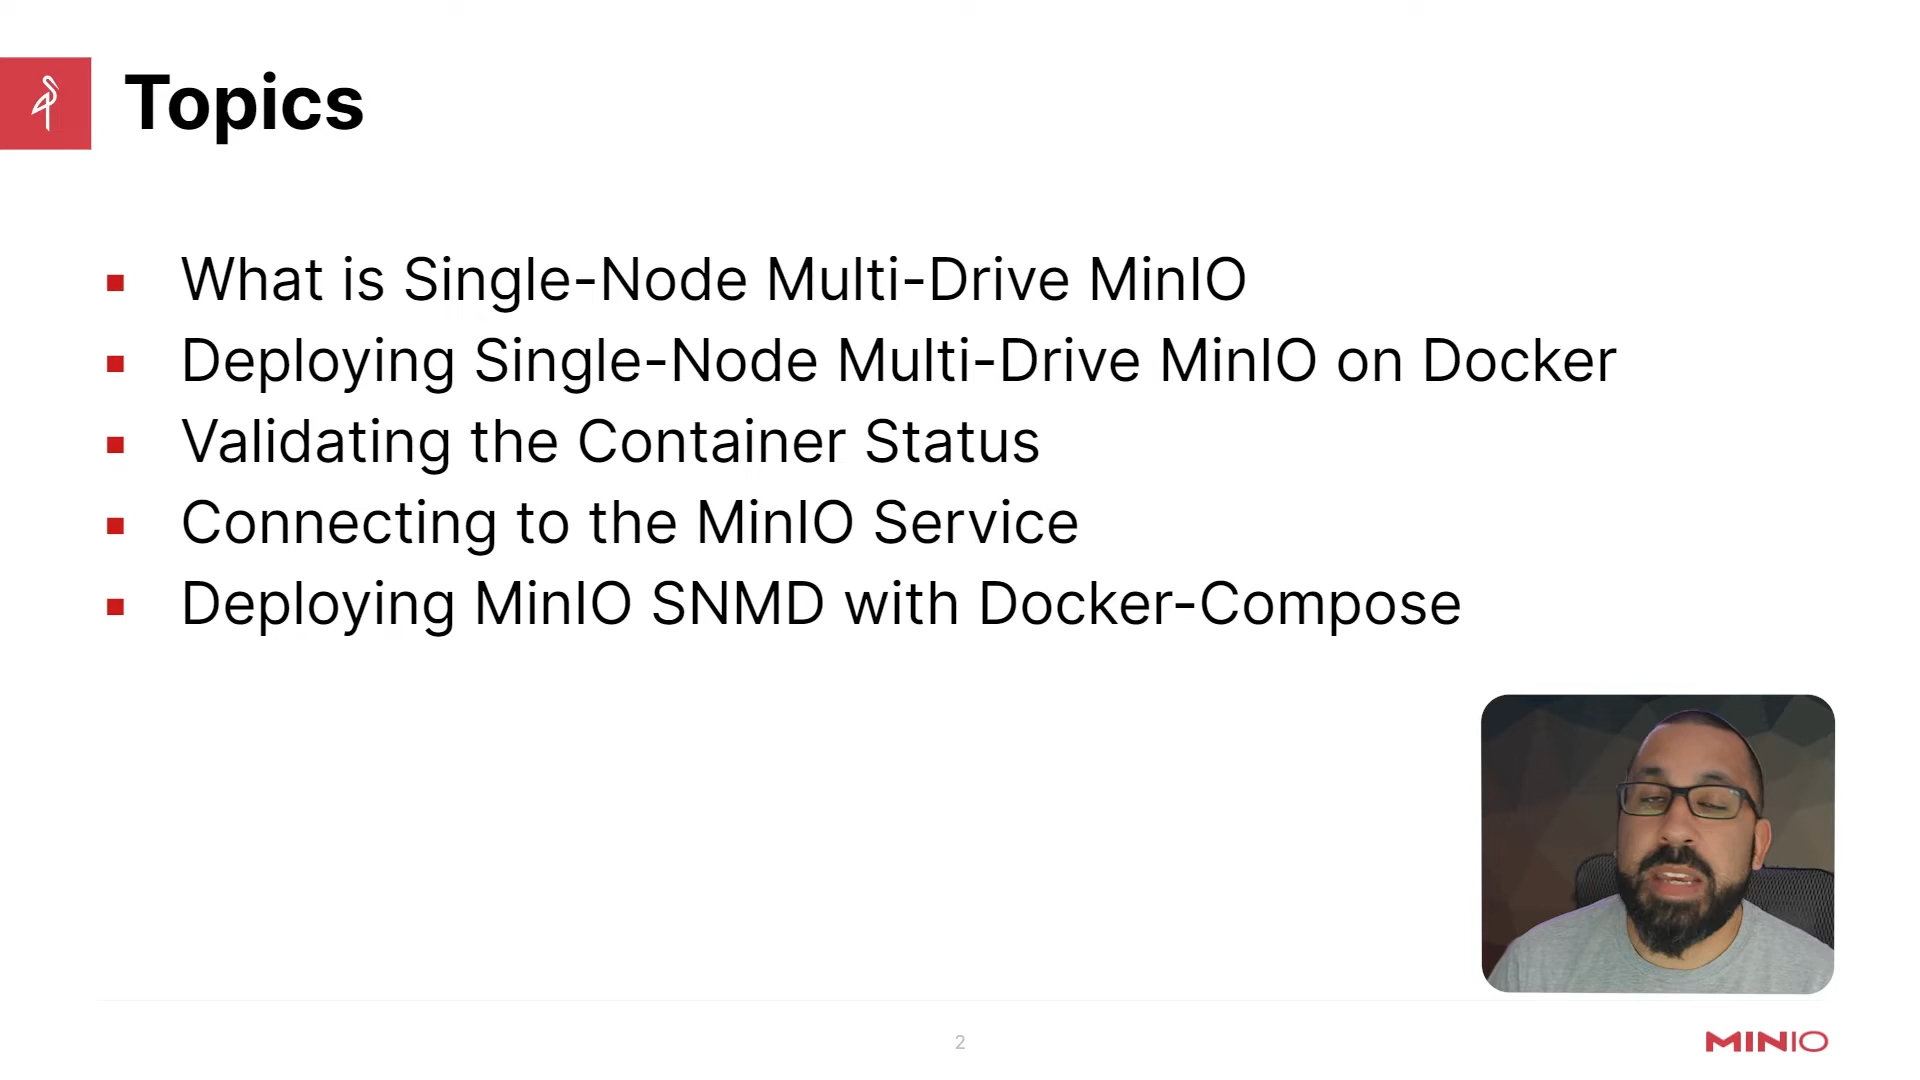 Topics
What is Single-Node Multi-Drive MinIO
Deploying Single-Node Multi-Drive MinIO on Docker
Validating the Container Status
Connecting to the MinIO Service
Deploying MinIO SNMD with Docker-Compose
2
MINIO